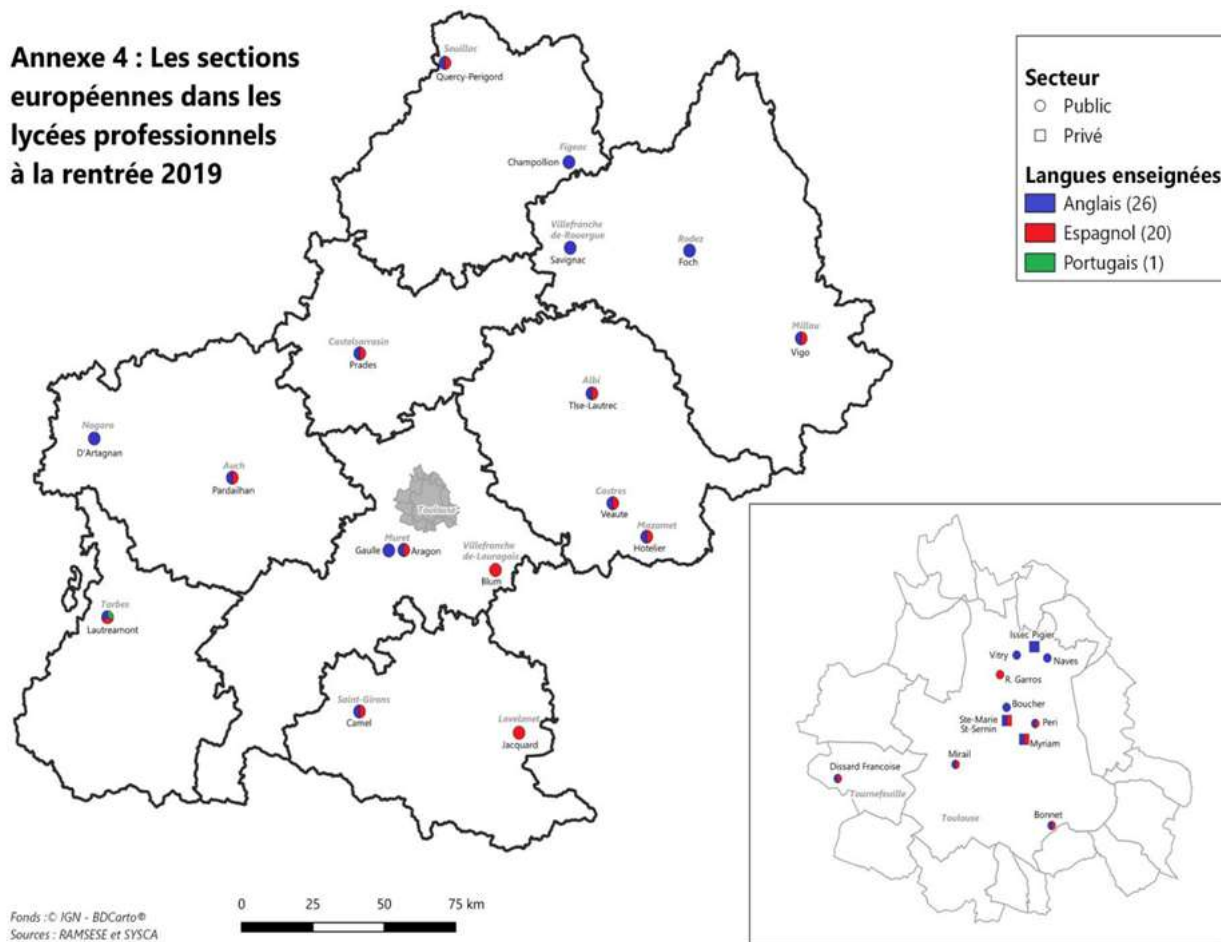 Annexe 4 : Les sections
européennes dans les
lycées professionnels
à la rentrée 2019
Secteur
Public
Privé
Langues enseignées
Anglais (26)
Espagnol (20)
Portugais (1)
Souillac
Quercy-Perigord
Figeac
Champollion
Villefranche
de-Rouergue
Savignac
Rodez
Foch
Millau
Vigo
Castelsarrasin
Prades
Albi
Tlse-Lautrec
Nogaro
D'Artagnan
Auch
Pardailhan
Toulouse
Castres
Veaute
Mazamet
Hotelier
Muret
Gaulle
Aragon
Villefranche
de-Lauragais
Blum
Tarbes
Lautreamont
Saint-Girons
Camel
Lavelanet
Jacquard
Issec Pigier
Vitry
Naves
R. Garros
Boucher
Ste-Marie
St-Sernin
Peri
Myriam
Mirail
Dissard Francoise
Tournefeuille
Toulouse
Bonnet
0 25 50 75 km
Fonds :© IGN - BDCarto®
Sources : RAMSESE et SYSCA